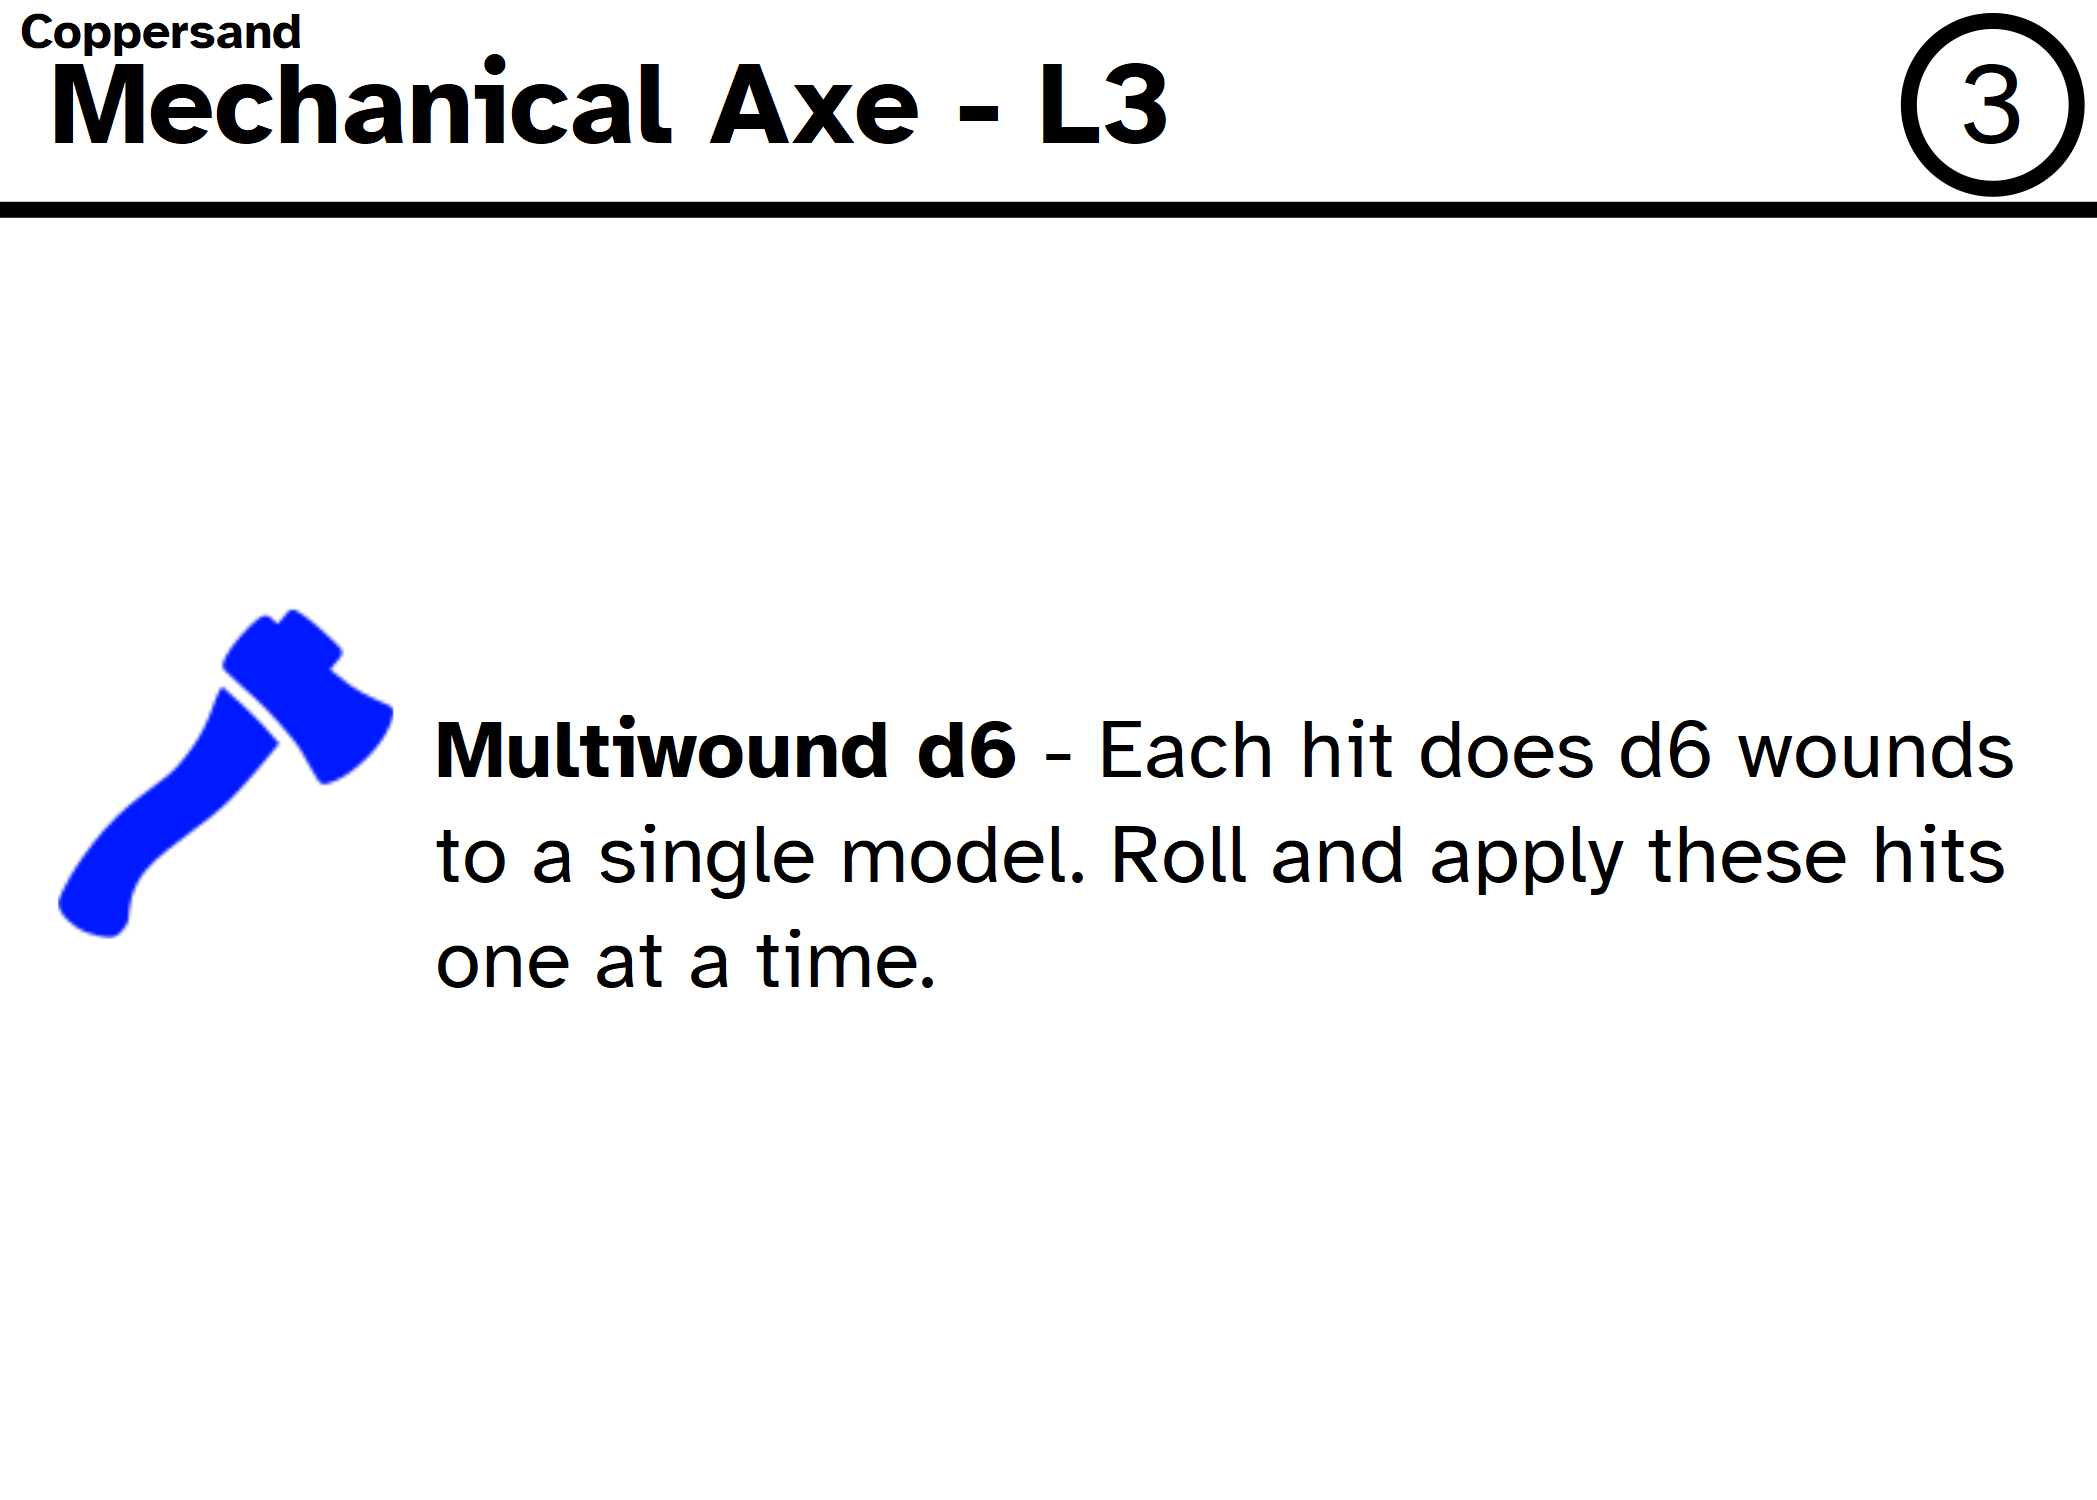 Coppersand
Mechanical Axe - L3
3
Multiwound d6 - Each hit does d6 wounds
to a single model. Roll and apply these hits
one at a time.